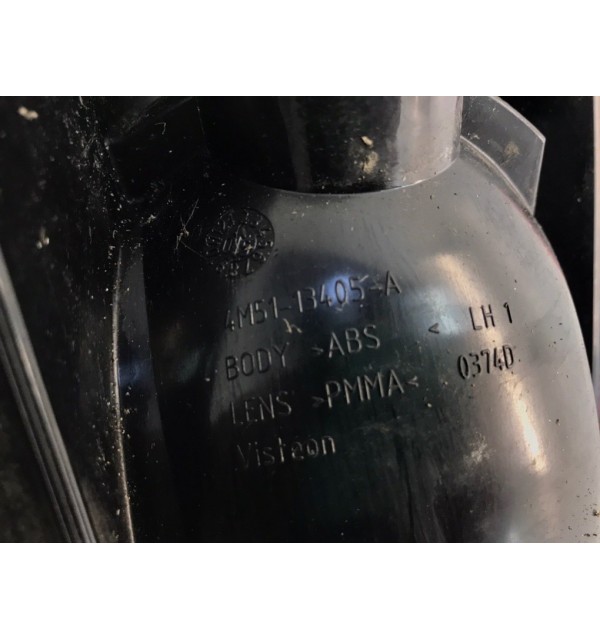 4M51-13405-A
BODY >ABS < LH 1
LENS >PMMA< 0374D
Visteon